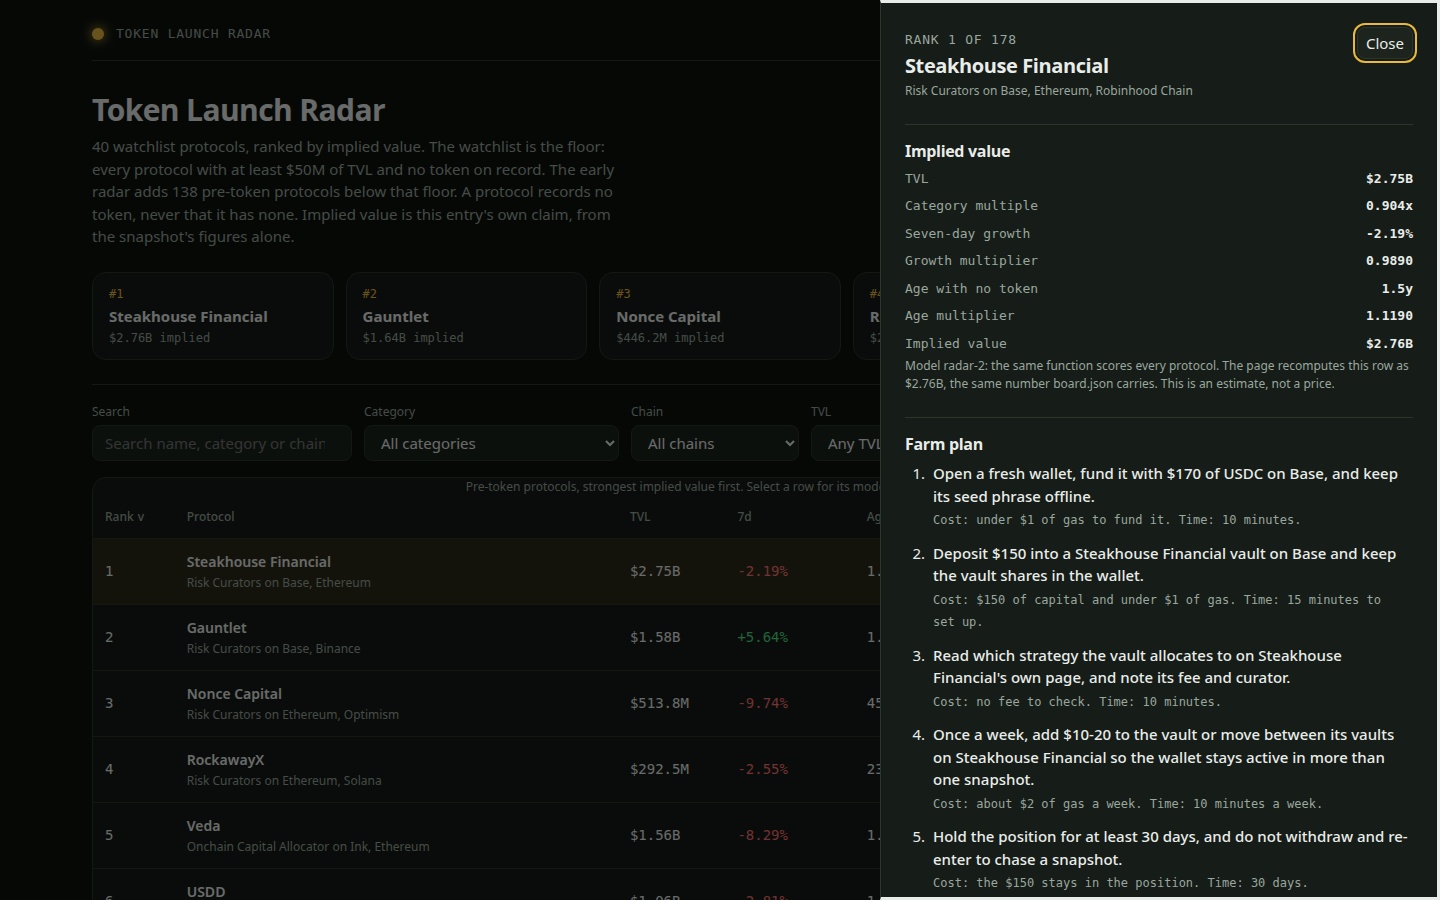 TOKEN LAUNCH RADAR
Token Launch Radar
40 watchlist protocols, ranked by implied value. The watchlist is the floor:
every protocol with at least $50M of TVL and no token on record. The early
radar adds 138 pre-token protocols below that floor. A protocol records no
token, never that it has none. Implied value is this entry's own claim, from
the snapshot's figures alone.
#1
Steakhouse Financial
$2.76B implied
#2
Gauntlet
$1.64B implied
#3
Nonce Capital
$446.2M implied
Search
Category
Chain
TVL
Search name, category or chain
All categories
All chains
Any TVL
Pre-token protocols, strongest implied value first. Select a row for its
Rank v
Protocol
TVL
7d
1
Steakhouse Financial
Risk Curators on Base, Ethereum
$2.75B
-2.19%
2
Gauntlet
Risk Curators on Base, Binance
$1.58B
+5.64%
3
Nonce Capital
Risk Curators on Ethereum, Optimism
$513.8M
-9.74%
4
RockawayX
Risk Curators on Ethereum, Solana
$292.5M
-2.55%
5
Veda
Onchain Capital Allocator on Ink, Ethereum
$1.56B
-8.29%
USDD
RANK 1 OF 178
Close
Steakhouse Financial
Risk Curators on Base, Ethereum, Robinhood Chain
Implied value
TVL $2.75B
Category multiple 0.904x
Seven-day growth -2.19%
Growth multiplier 0.9890
Age with no token 1.5y
Age multiplier 1.1190
Implied value $2.76B
Model radar-2: the same function scores every protocol. The page recomputes this row as
$2.76B, the same number board.json carries. This is an estimate, not a price.
Farm plan
1. Open a fresh wallet, fund it with $170 of USDC on Base, and keep
its seed phrase offline.
Cost: under $1 of gas to fund it. Time: 10 minutes.
2. Deposit $150 into a Steakhouse Financial vault on Base and keep
the vault shares in the wallet.
Cost: $150 of capital and under $1 of gas. Time: 15 minutes to
set up.
3. Read which strategy the vault allocates to on Steakhouse
Financial's own page, and note its fee and curator.
Cost: no fee to check. Time: 10 minutes.
4. Once a week, add $10-20 to the vault or move between its vaults
on Steakhouse Financial so the wallet stays active in more than
one snapshot.
Cost: about $2 of gas a week. Time: 10 minutes a week.
5. Hold the position for at least 30 days, and do not withdraw and re-
enter to chase a snapshot.
Cost: the $150 stays in the position. Time: 30 days.